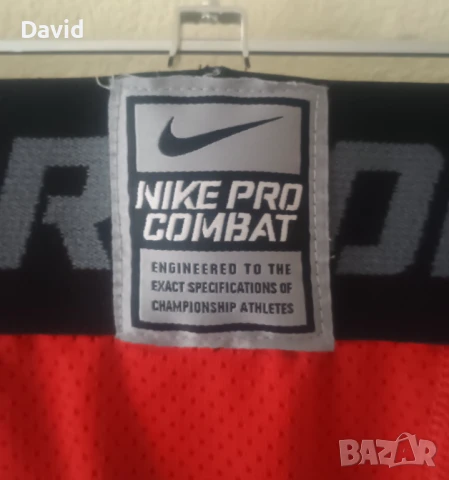 David
R
NIKE PRO
COMBAT
ENGINEERED TO THE
EXACT SPECIFICATIONS OF
CHAMPIONSHIP ATHLETES
BAZAR